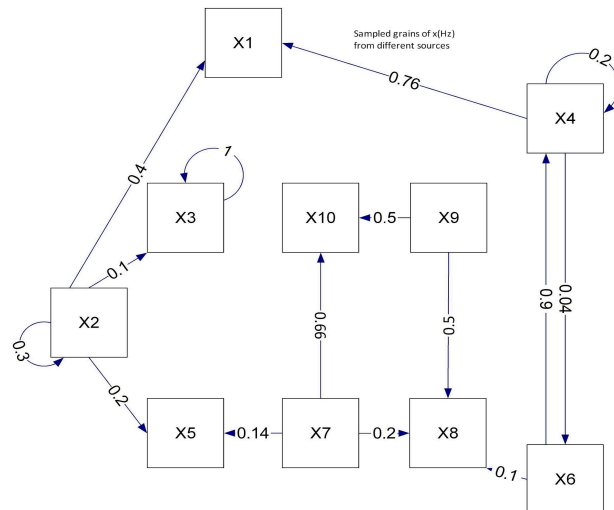 Sampled grains of x(Hz)
from different sources
X1
0.2
0.76
X4
0.4
1
X3
X10
0.5
X9
0.1
X2
0.3
0.2
0.66
0.5
0.9
0.04
X5
0.14
X7
0.2
X8
0.1
X6